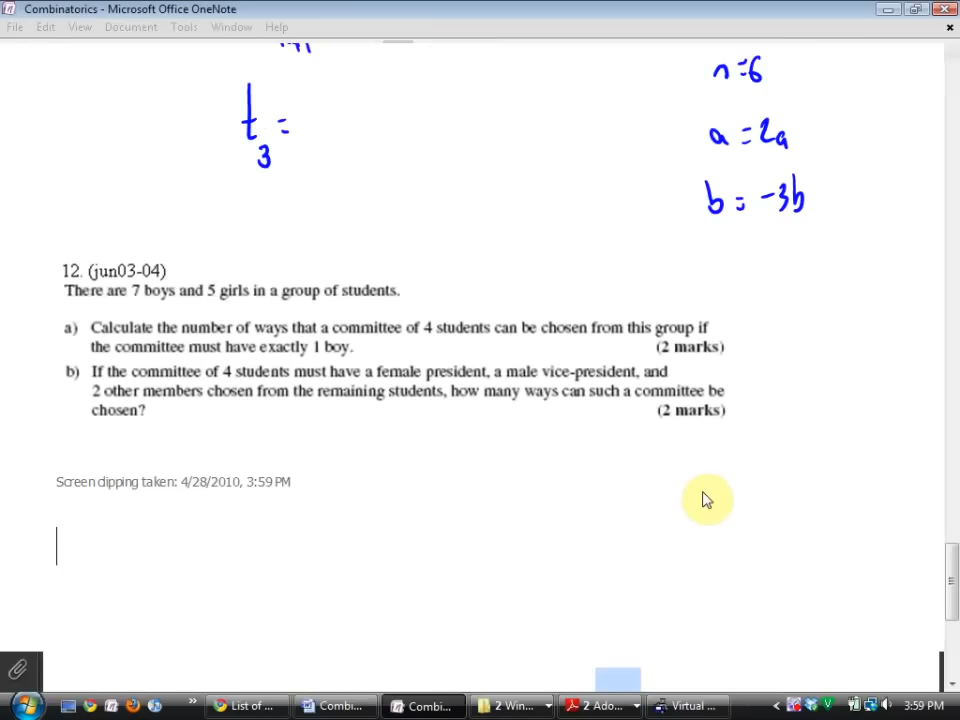 Combinatorics - Microsoft Office OneNote
File Edit View Document Tools Window Help
n = 6
t3 =
a = 2a
b = -3b
12. (jun03-04)
There are 7 boys and 5 girls in a group of students.
a) Calculate the number of ways that a committee of 4 students can be chosen from this group if
the committee must have exactly 1 boy. (2 marks)
b) If the committee of 4 students must have a female president, a male vice-president, and
2 other members chosen from the remaining students, how many ways can such a committee be
chosen? (2 marks)
Screen clipping taken: 4/28/2010, 3:59 PM
List of ... Combi... Combi... 2 Win... 2 Ado... Virtual ... 3:59 PM